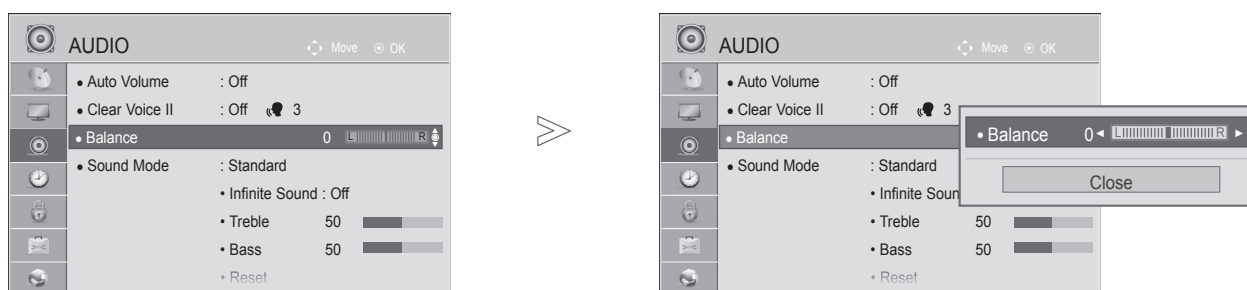 AUDIO
Move OK
• Auto Volume : Off
• Clear Voice II : Off 3
• Balance 0 L R
• Sound Mode : Standard
• Infinite Sound : Off
• Treble 50
• Bass 50
• Reset
>
AUDIO
Move OK
• Auto Volume : Off
• Clear Voice II : Off 3
• Balance
• Sound Mode : Standard
• Infinite Soun
• Treble 50
• Bass 50
• Reset
• Balance 0 ◄ L R ►
Close